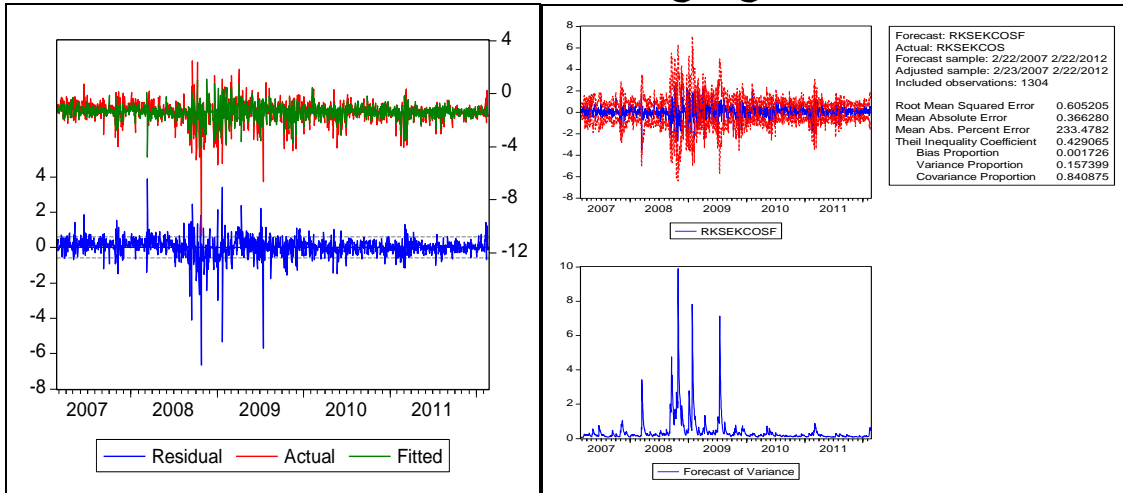 4
0
-4
-8
-12
4
2
0
-2
-4
-6
-8
2007 2008 2009 2010 2011
Residual Actual Fitted
8
6
4
2
0
-2
-4
-6
-8
2007 2008 2009 2010 2011
RKSEKCOSF
Forecast: RKSEKCOSF
Actual: RKSEKCOS
Forecast sample: 2/22/2007 2/22/2012
Adjusted sample: 2/23/2007 2/22/2012
Included observations: 1304
Root Mean Squared Error 0.605205
Mean Absolute Error 0.366280
Mean Abs. Percent Error 233.4782
Theil Inequality Coefficient 0.429065
Bias Proportion 0.001726
Variance Proportion 0.157399
Covariance Proportion 0.840875
10
8
6
4
2
0
2007 2008 2009 2010 2011
Forecast of Variance